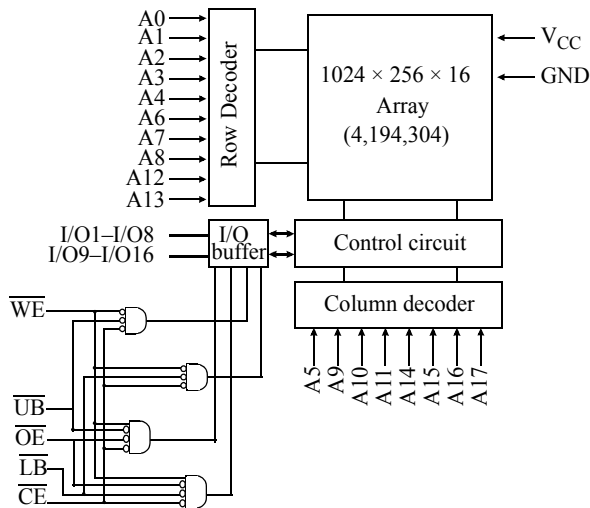 A0
A1
A2
A3
A4
A6
A7
A8
A12
A13
Row Decoder
1024 × 256 × 16
Array
(4,194,304)
VCC
GND
I/O1–I/O8
I/O9–I/O16
I/O
buffer
Control circuit
Column decoder
A5
A9
A10
A11
A14
A15
A16
A17
WE
UB
OE
LB
CE